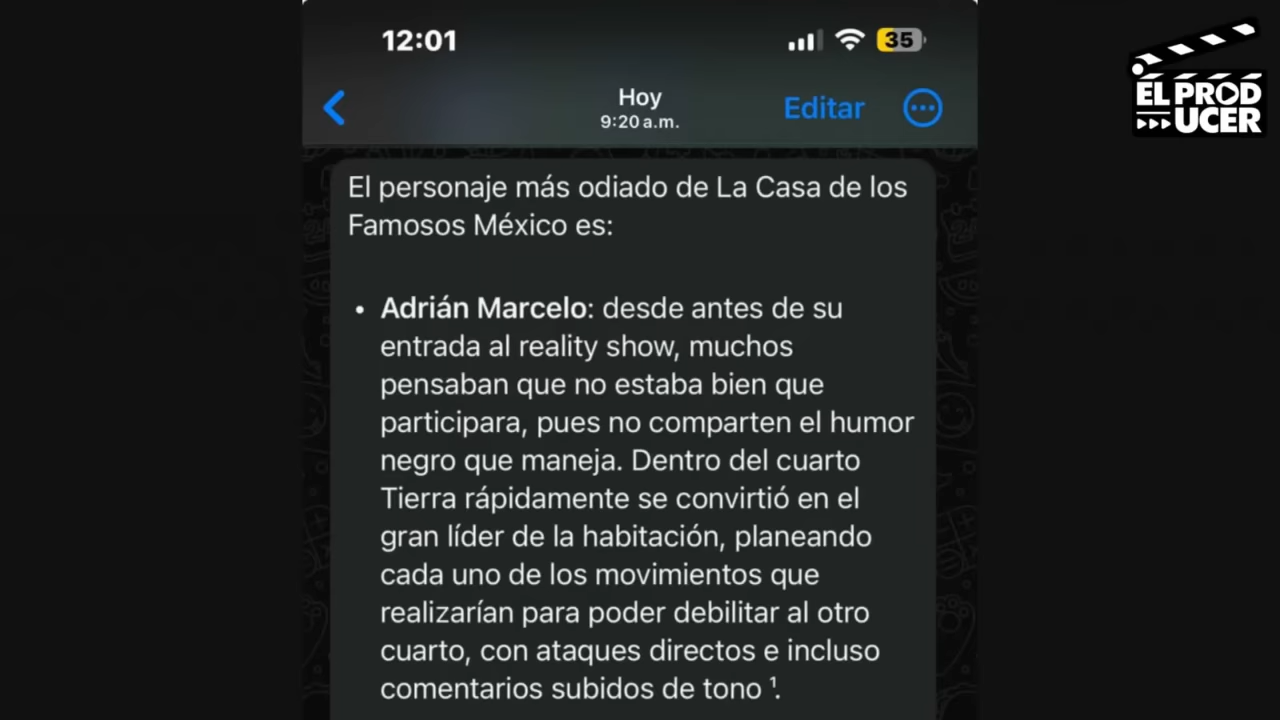 12:01
35
Hoy
9:20 a.m.
Editar
EL PROD
UCER
El personaje más odiado de La Casa de los
Famosos México es:
• Adrián Marcelo: desde antes de su
entrada al reality show, muchos
pensaban que no estaba bien que
participara, pues no comparten el humor
negro que maneja. Dentro del cuarto
Tierra rápidamente se convirtió en el
gran líder de la habitación, planeando
cada uno de los movimientos que
realizarían para poder debilitar al otro
cuarto, con ataques directos e incluso
comentarios subidos de tono ¹.